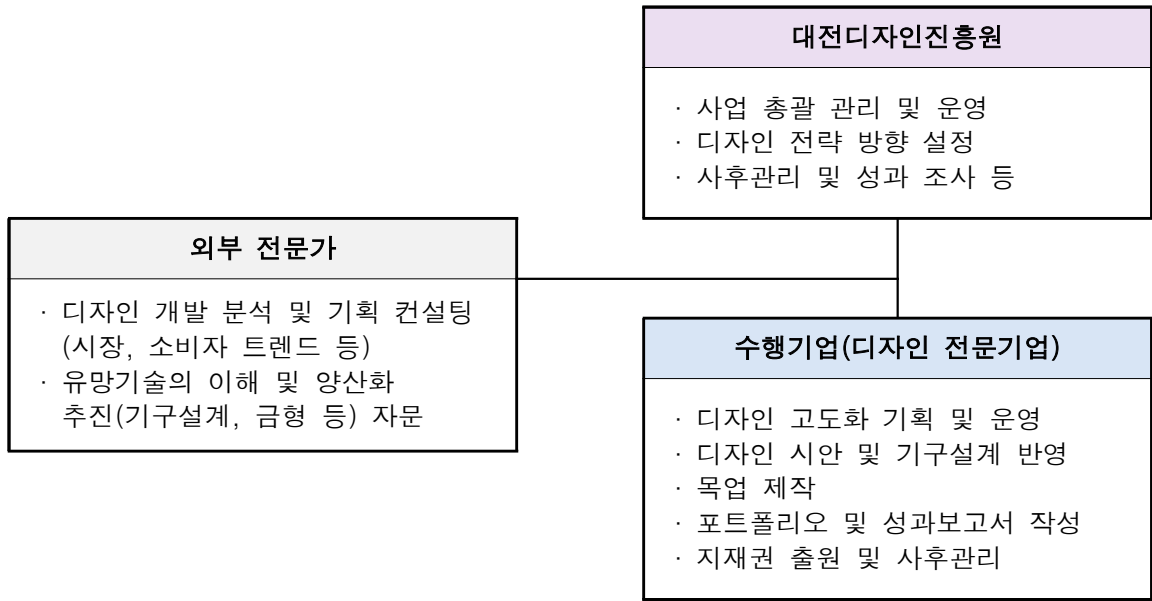 대전디자인진흥원
· 사업 총괄 관리 및 운영
· 디자인 전략 방향 설정
· 사후관리 및 성과 조사 등
외부 전문가
· 디자인 개발 분석 및 기획 컨설팅
(시장, 소비자 트렌드 등)
· 유망기술의 이해 및 양산화
추진(기구설계, 금형 등) 자문
수행기업(디자인 전문기업)
· 디자인 고도화 기획 및 운영
· 디자인 시안 및 기구설계 반영
· 목업 제작
· 포트폴리오 및 성과보고서 작성
· 지재권 출원 및 사후관리